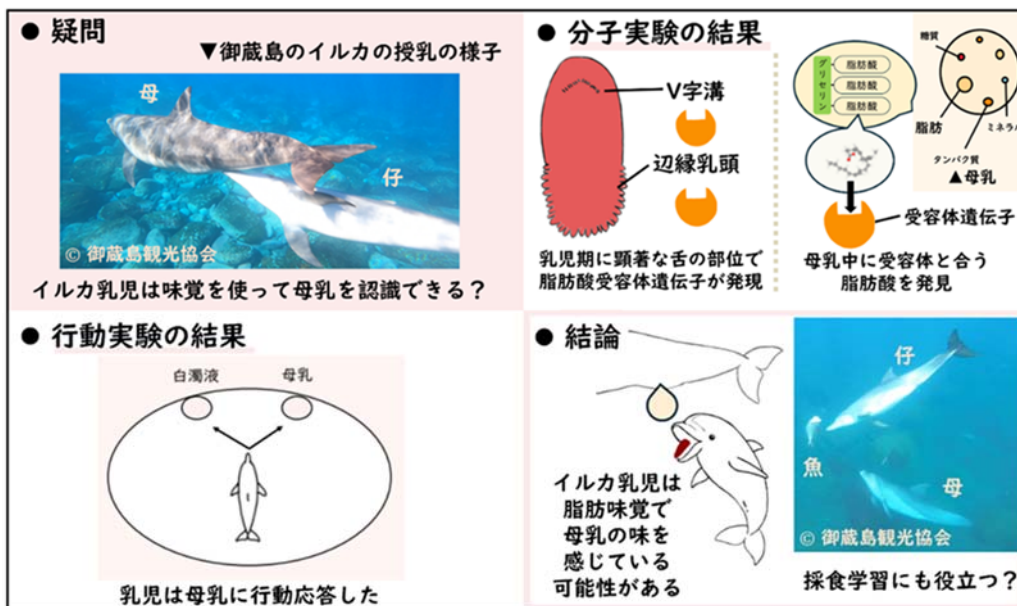 ● 疑問
▼御蔵島のイルカの授乳の様子
母
仔
© 御蔵島観光協会
イルカ乳児は味覚を使って母乳を認識できる？
● 分子実験の結果
V字溝
辺縁乳頭
乳児期に顕著な舌の部位で
脂肪酸受容体遺伝子が発現
グリセリン
脂肪酸
脂肪酸
脂肪酸
糖質
脂肪
ミネラル
タンパク質
▲母乳
受容体遺伝子
母乳中に受容体と合う
脂肪酸を発見
● 行動実験の結果
白濁液
母乳
乳児は母乳に行動応答した
● 結論
イルカ乳児は
脂肪味覚で
母乳の味を
感じている
可能性がある
仔
魚
母
© 御蔵島観光協会
採食学習にも役立つ？